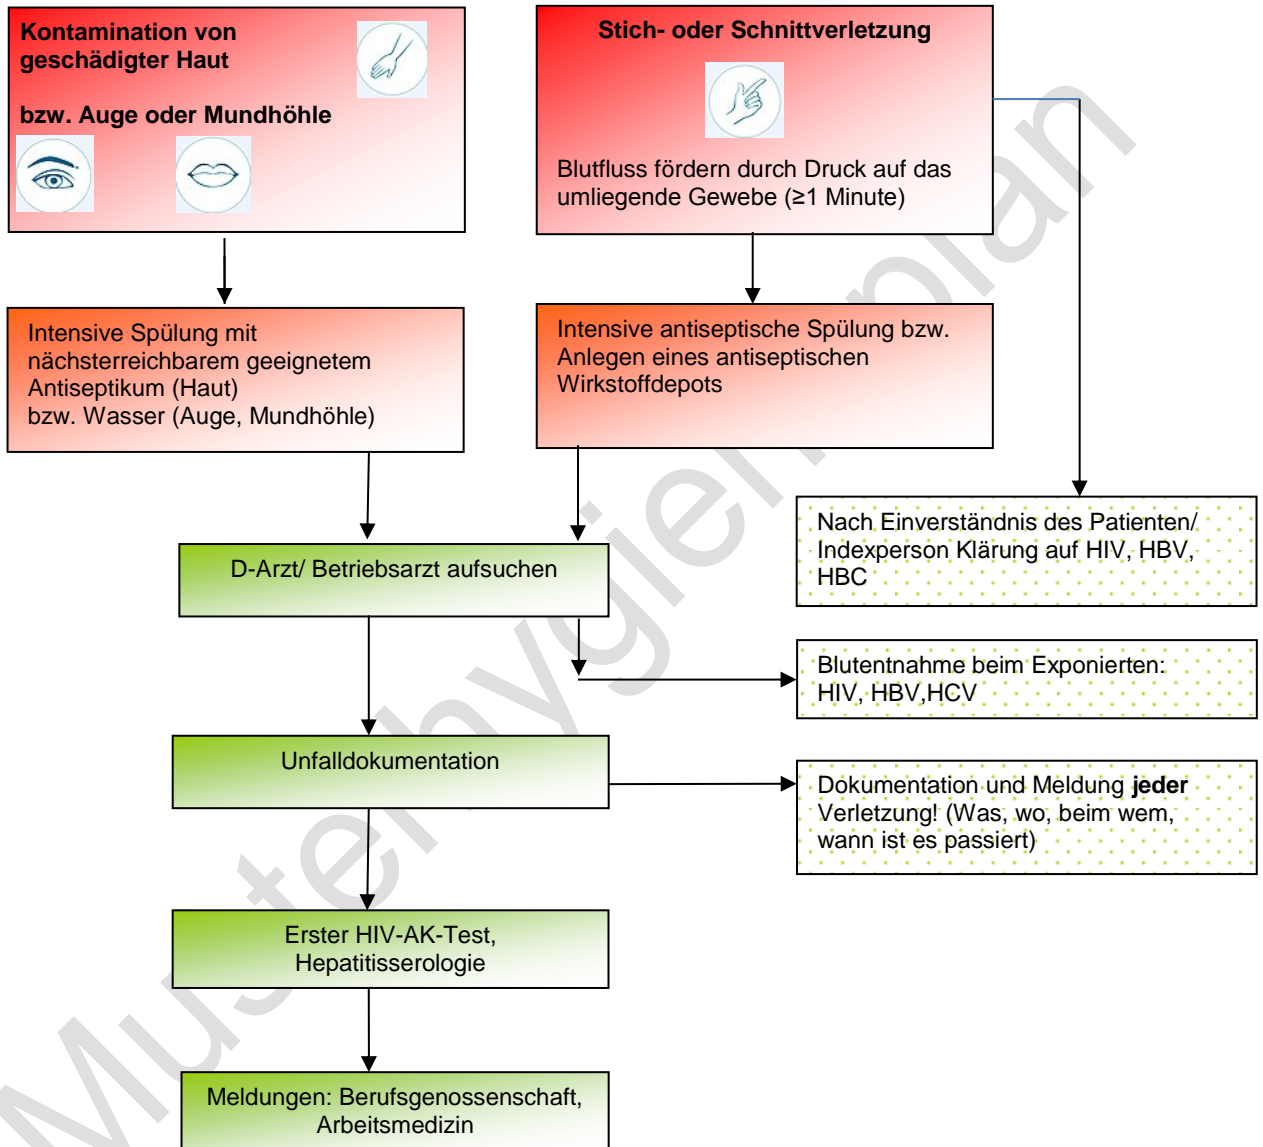 Kontamination von
geschädigter Haut
bzw. Auge oder Mundhöhle
Stich- oder Schnittverletzung
Blutfluss fördern durch Druck auf das
umliegende Gewebe (≥1 Minute)
Intensive Spülung mit
nächsterreichbarem geeignetem
Antiseptikum (Haut)
bzw. Wasser (Auge, Mundhöhle)
Intensive antiseptische Spülung bzw.
Anlegen eines antiseptischen
Wirkstoffdepots
Nach Einverständnis des Patienten/
Indexperson Klärung auf HIV, HBV,
HBC
D-Arzt/ Betriebsarzt aufsuchen
Blutentnahme beim Exponierten:
HIV, HBV,HCV
Unfalldokumentation
Dokumentation und Meldung jeder
Verletzung! (Was, wo, beim wem,
wann ist es passiert)
Erster HIV-AK-Test,
Hepatitisserologie
Meldungen: Berufsgenossenschaft,
Arbeitsmedizin
Musterhygieneplan